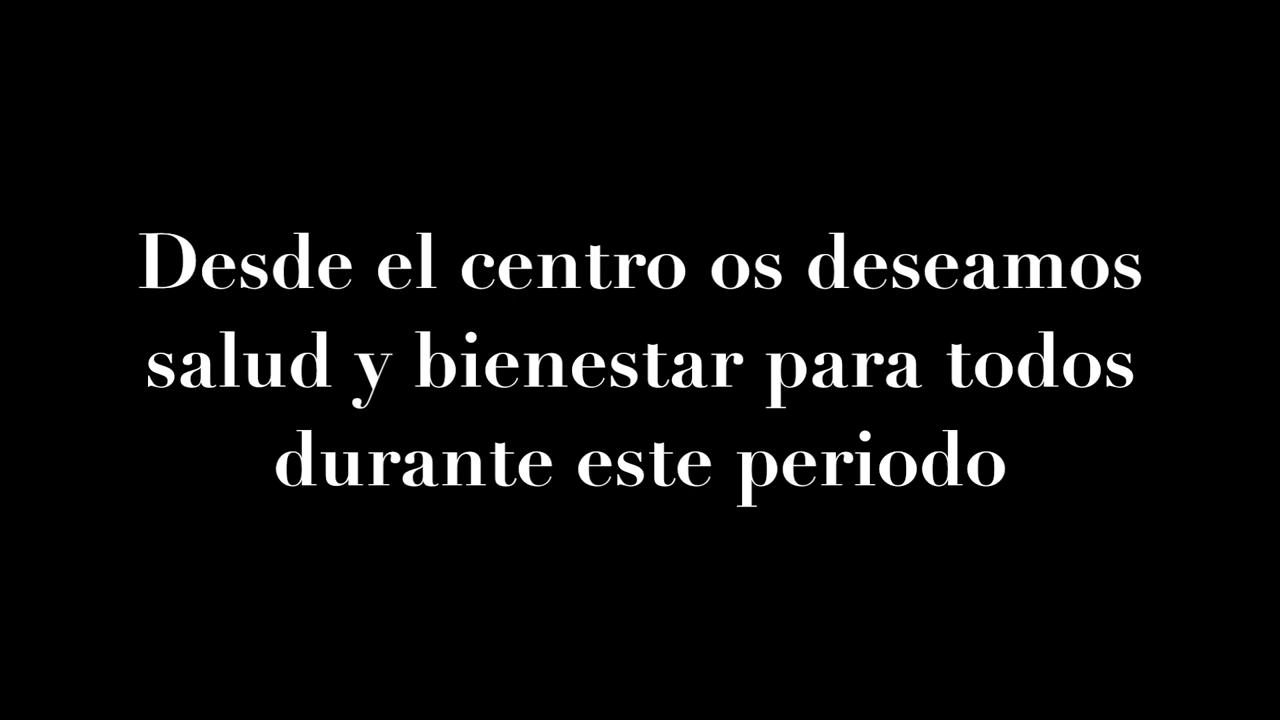 Desde el centro os deseamos
salud y bienestar para todos
durante este periodo